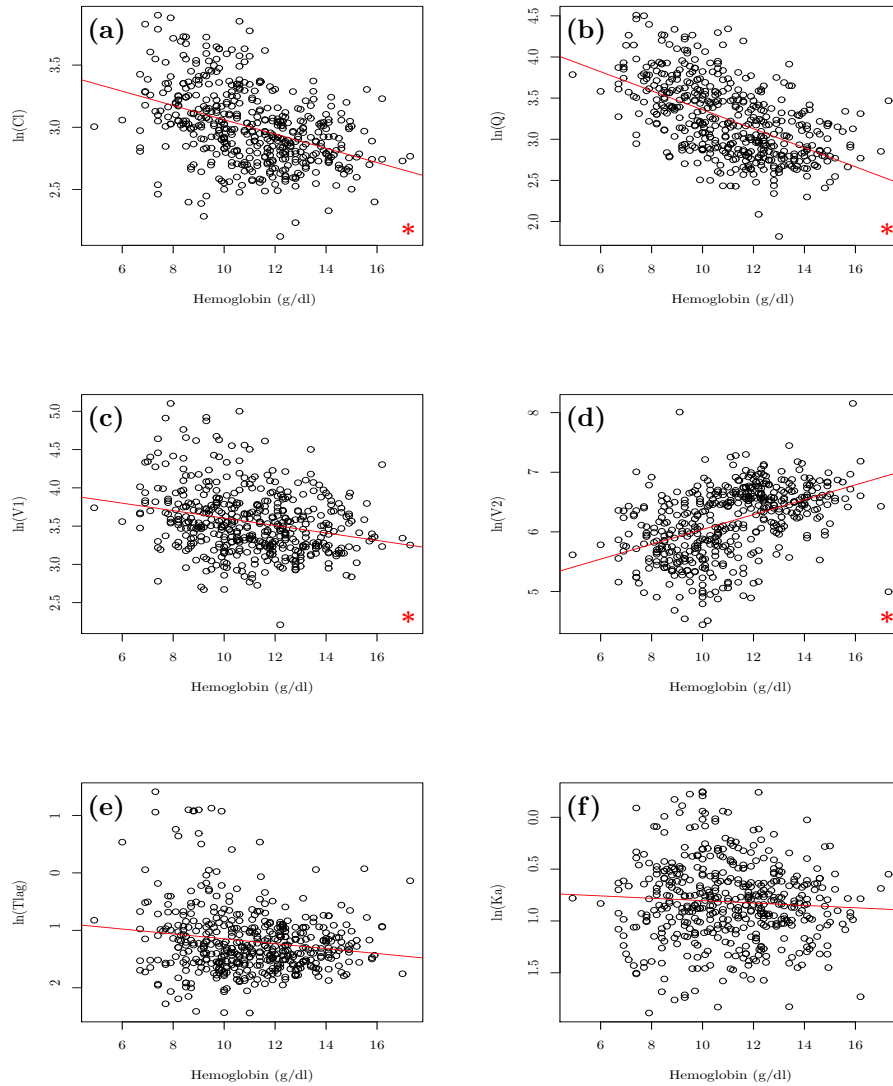 (a)
ln(Cl)
3.5
3.0
2.5
*
6 8 10 12 14 16
Hemoglobin (g/dl)
(b)
ln(Q)
4.5
4.0
3.5
3.0
2.5
2.0
*
6 8 10 12 14 16
Hemoglobin (g/dl)
(c)
ln(V1)
5.0
4.5
4.0
3.5
3.0
2.5
*
6 8 10 12 14 16
Hemoglobin (g/dl)
(d)
ln(V2)
8
7
6
5
*
6 8 10 12 14 16
Hemoglobin (g/dl)
(e)
ln(Tlag)
1
0
1
2
6 8 10 12 14 16
Hemoglobin (g/dl)
(f)
ln(Ka)
0.0
0.5
1.0
1.5
6 8 10 12 14 16
Hemoglobin (g/dl)